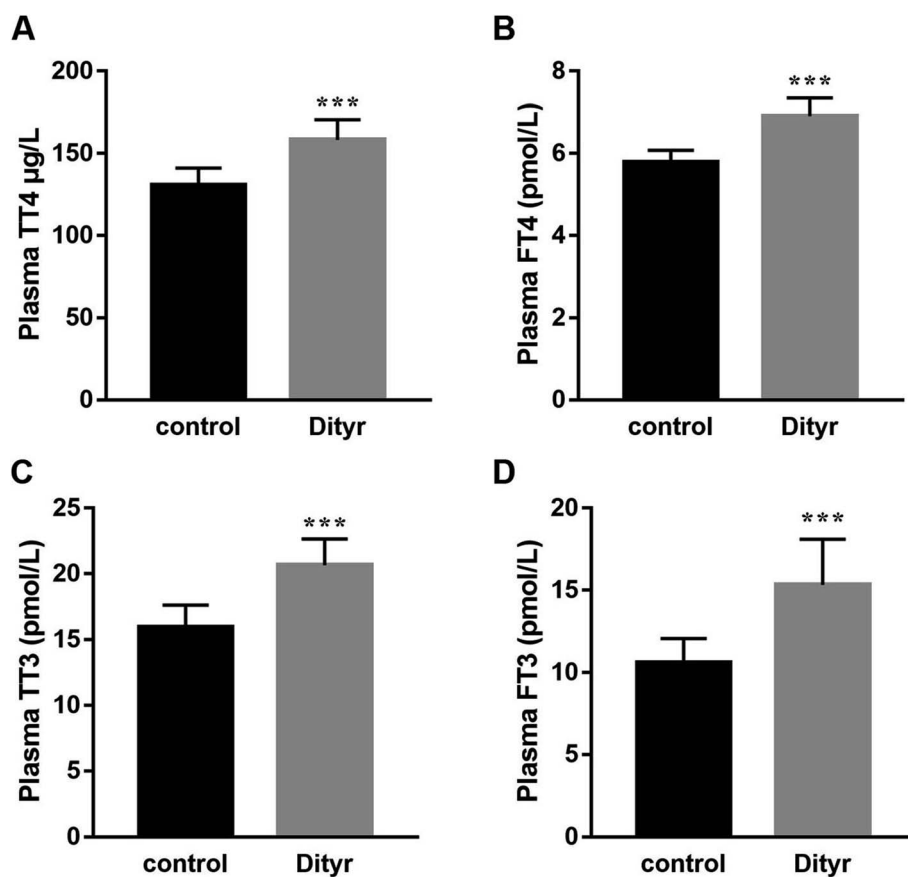 A
Plasma TT4 µg/L
200
150
100
50
0
***
control
Dityr
B
Plasma FT4 (pmol/L)
8
6
4
2
0
***
control
Dityr
C
Plasma TT3 (pmol/L)
25
20
15
10
5
0
***
control
Dityr
D
Plasma FT3 (pmol/L)
20
15
10
5
0
***
control
Dityr